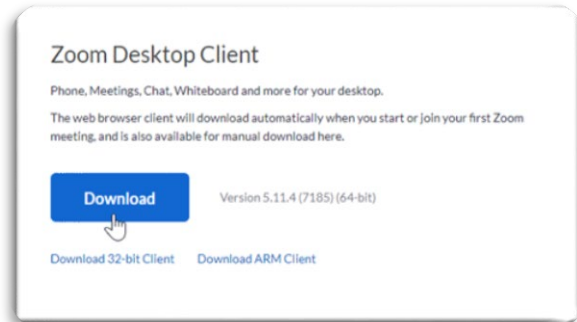 Zoom Desktop Client
Phone, Meetings, Chat, Whiteboard and more for your desktop.
The web browser client will download automatically when you start or join your first Zoom
meeting, and is also available for manual download here.
Download
Version 5.11.4 (7185) (64-bit)
Download 32-bit Client
Download ARM Client